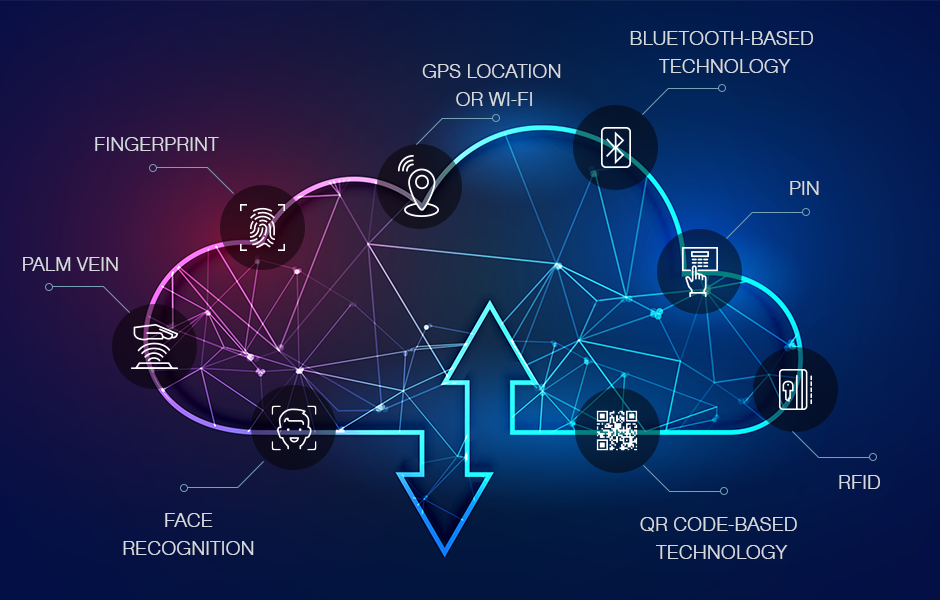 BLUETOOTH-BASED
TECHNOLOGY
GPS LOCATION
OR WI-FI
FINGERPRINT
PIN
PALM VEIN
RFID
FACE
RECOGNITION
QR CODE-BASED
TECHNOLOGY